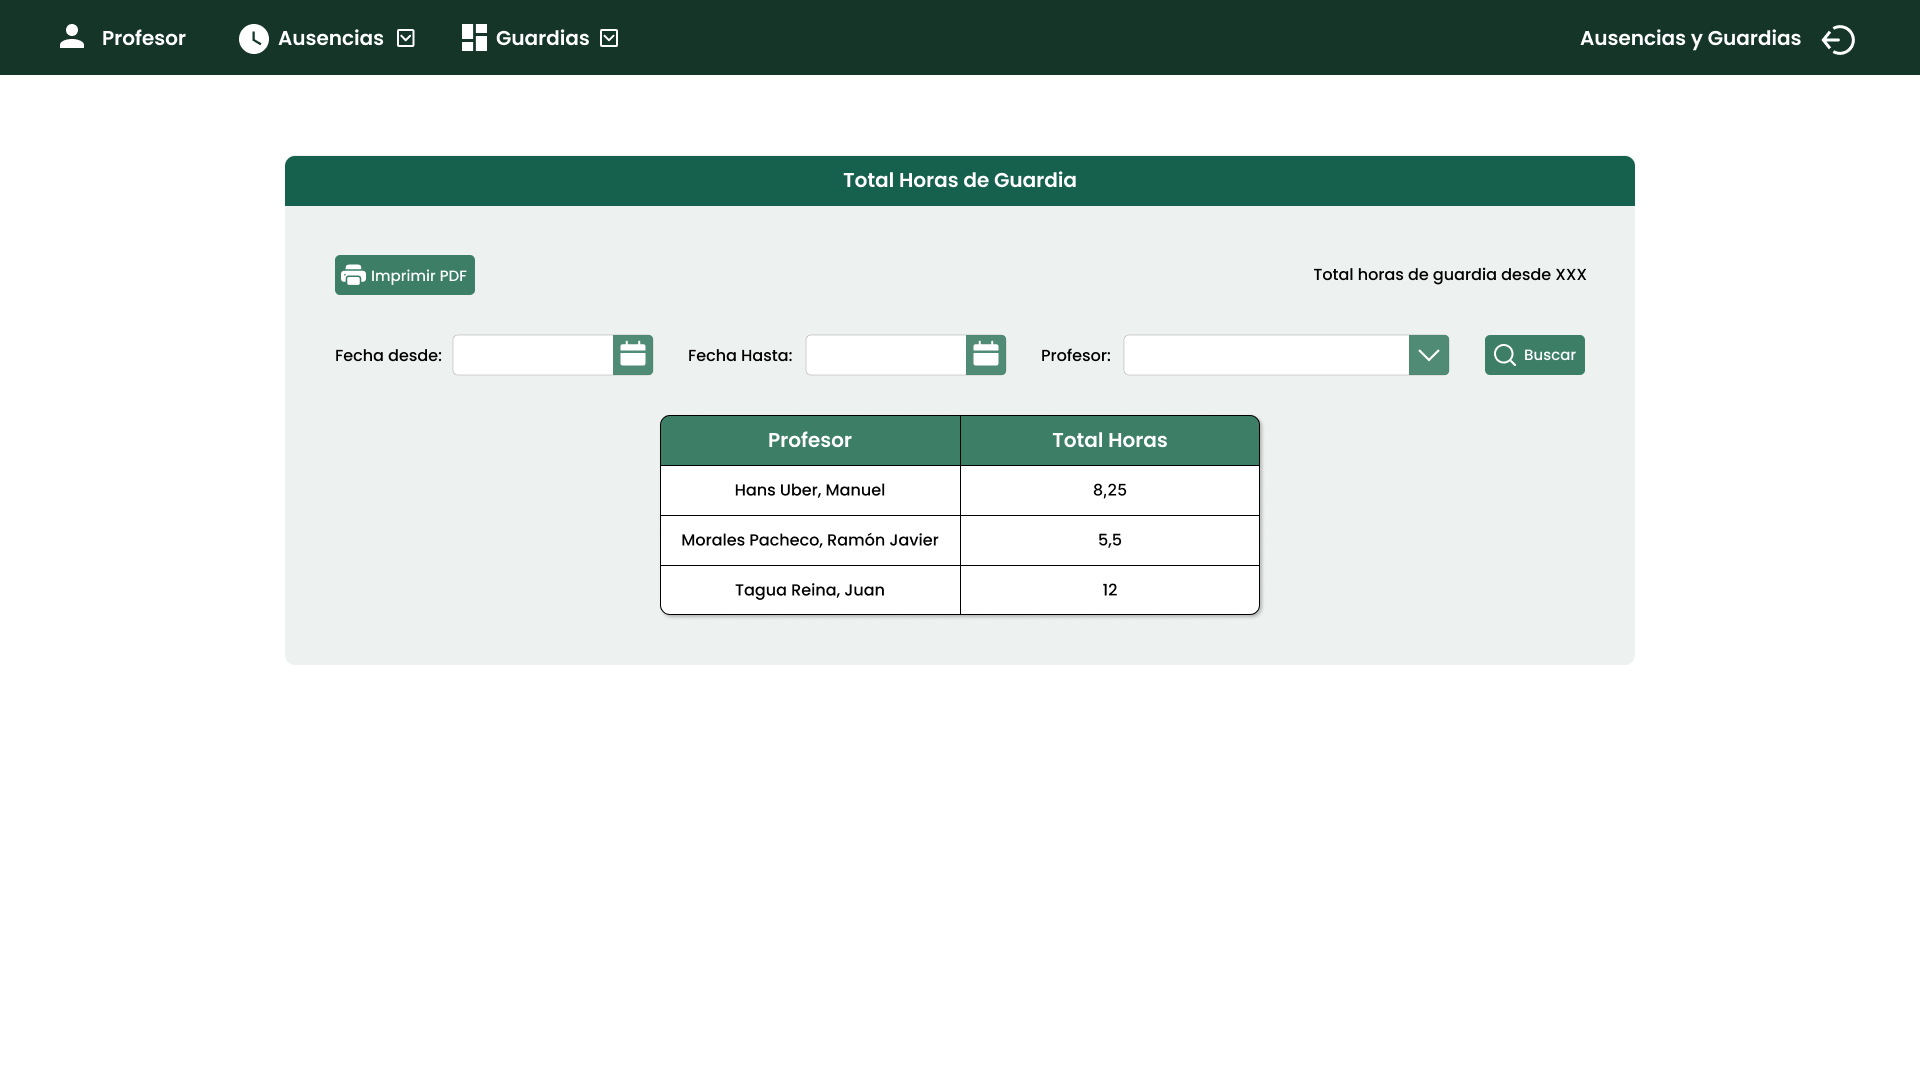 Profesor
Ausencias
Guardias
Ausencias y Guardias
Total Horas de Guardia
Imprimir PDF
Total horas de guardia desde XXX
Fecha desde:
Fecha Hasta:
Profesor:
Buscar
Profesor Total Horas
Hans Uber, Manuel 8,25
Morales Pacheco, Ramón Javier 5,5
Tagua Reina, Juan 12